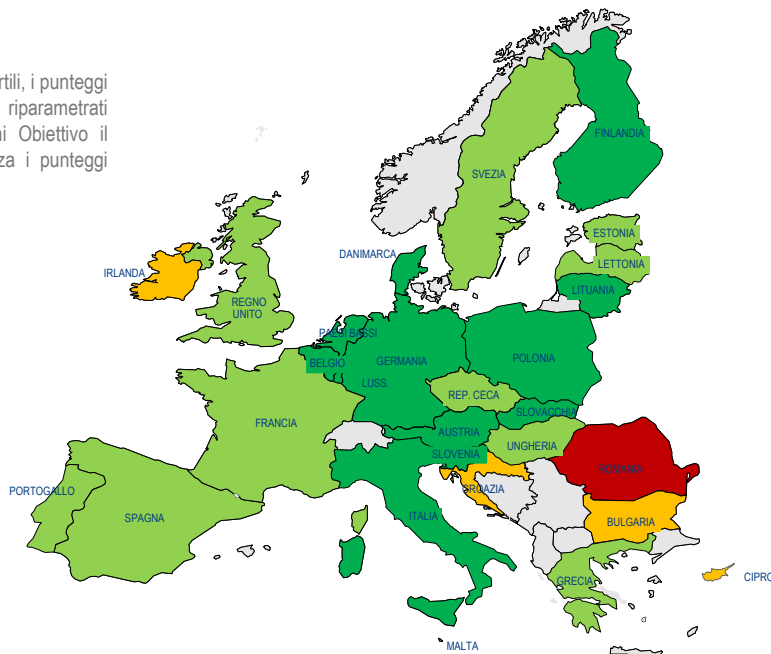 rtili, i punteggi
riparametrati
ni Obiettivo il
za i punteggi
FINLANDIA
SVEZIA
ESTONIA
DANIMARCA
LETTONIA
IRLANDA
LITUANIA
REGNO
UNITO
PAESI BASSI
BELGIO
GERMANIA
POLONIA
LUSS.
REP. CECA
SLOVACCHIA
FRANCIA
AUSTRIA
UNGHERIA
SLOVENIA
ROMANIA
PORTOGALLO
CROAZIA
SPAGNA
ITALIA
BULGARIA
GRECIA
CIPRO
MALTA